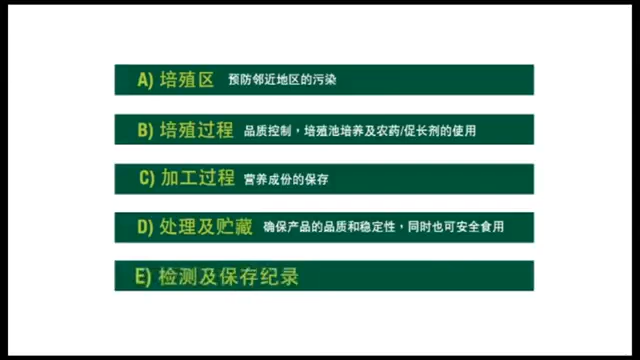 A) 培殖区 预防邻近地区的污染
B) 培殖过程 品质控制，培殖池培养及农药/促长剂的使用
C) 加工过程 营养成份的保存
D) 处理及贮藏 确保产品的品质和稳定性，同时也可安全食用
E) 检测及保存纪录